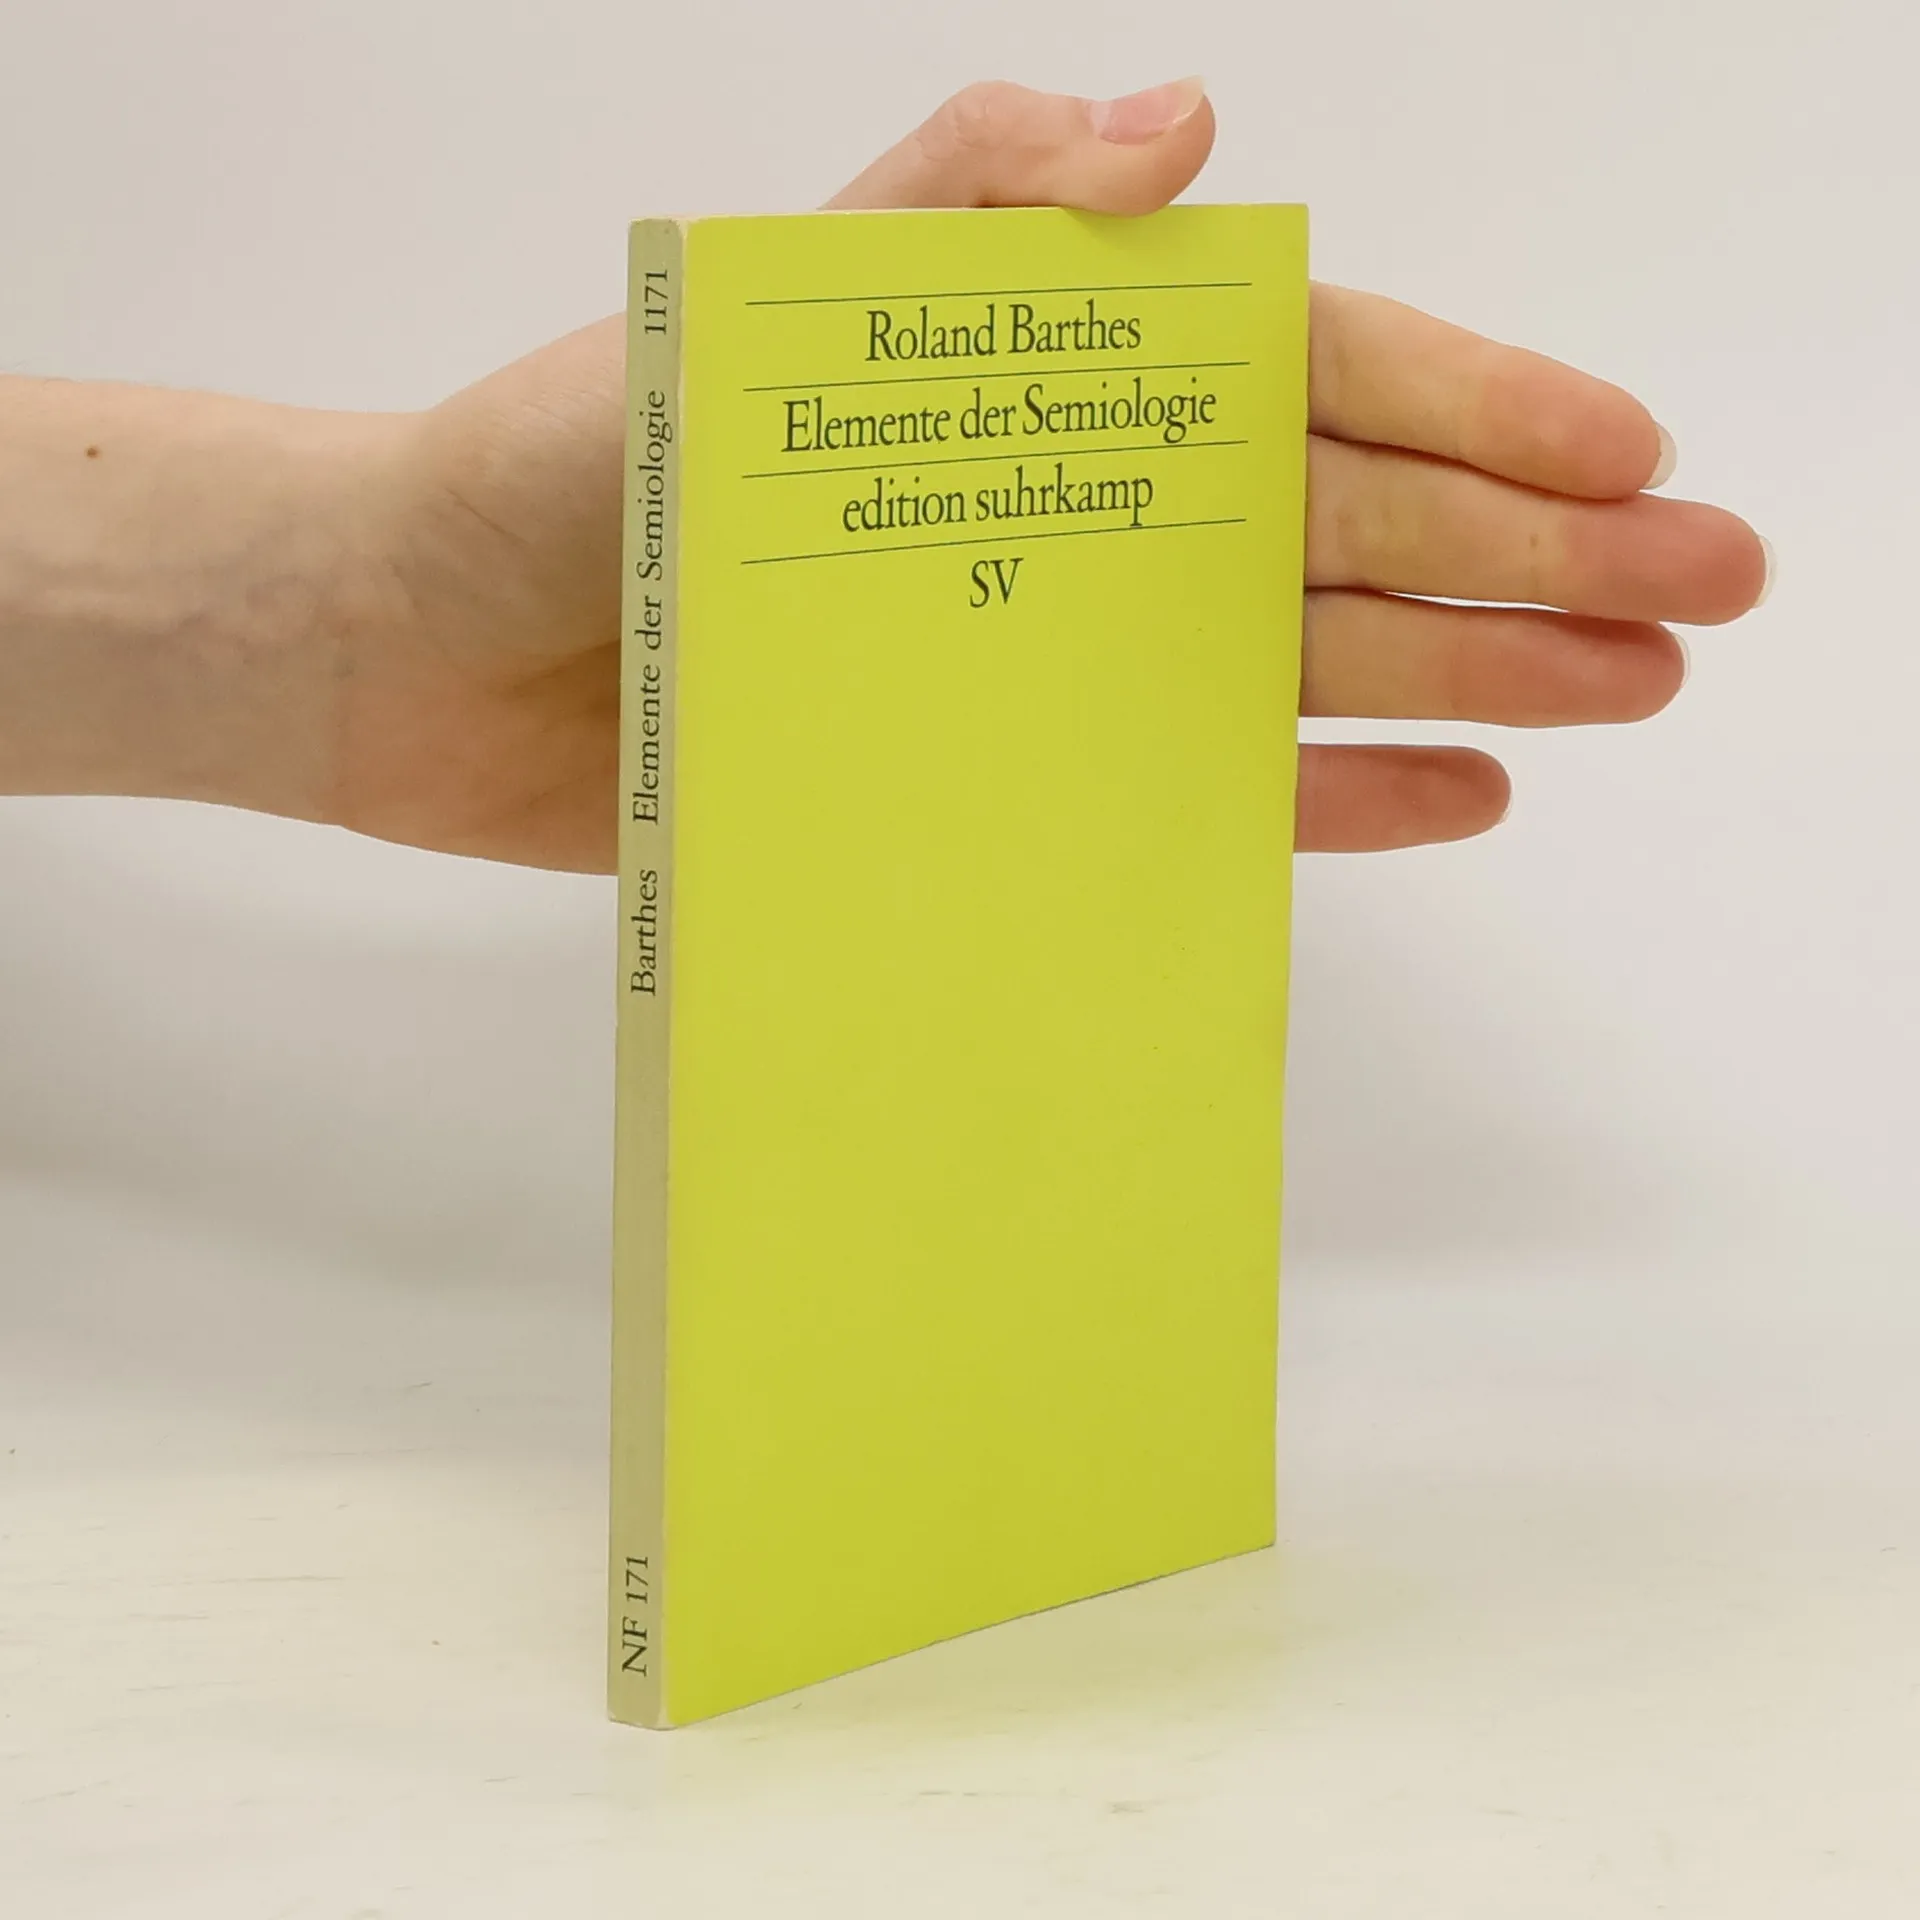 Roland Barthes
Elemente der Semiologie
edition suhrkamp
SV
Barthes Elemente der Semiologie 1171
NF 171